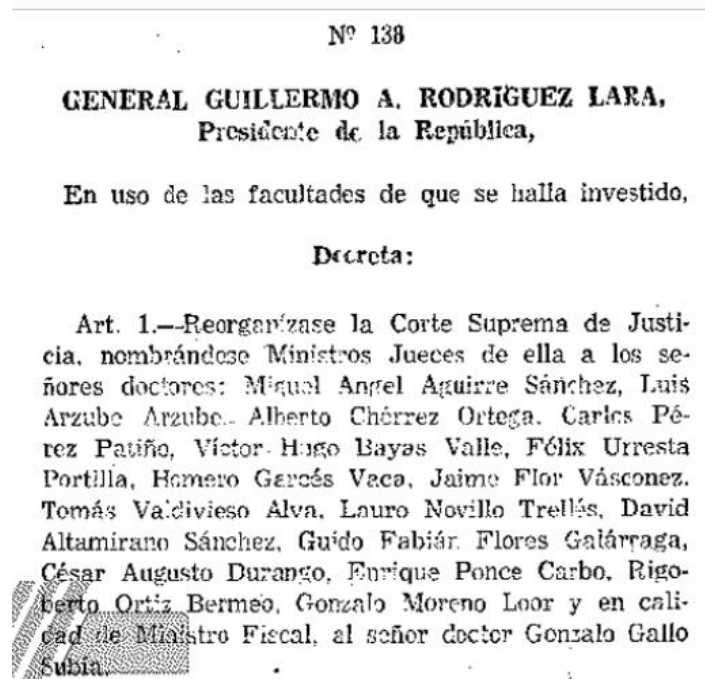 Nº 138
GENERAL GUILLERMO A. RODRÍGUEZ LARA,
Presidente de la República,
En uso de las facultades de que se halla investido,
Decreta:
Art. 1.—Reorganízase la Corte Suprema de Justi-
cia, nombrándose Ministros Jueces de ella a los se-
ñores doctores: Miguel Angel Aguirre Sánchez, Luis
Arzube Arzube, Alberto Chérrez Ortega, Carlos Pé-
rez Patiño, Víctor Hugo Bayas Valle, Félix Urresta
Portilla, Homero Garcés Vaca, Jaime Flor Vásconez,
Tomás Valdivieso Alva, Lauro Novillo Trellés, David
Altamirano Sánchez, Guido Fabián Flores Galárraga,
César Augusto Durango, Enrique Ponce Carbo, Rigo-
berto Ortiz Bermeo, Gonzalo Moreno Loor y en cali-
dad de Ministro Fiscal, al señor doctor Gonzalo Gallo
Subía.